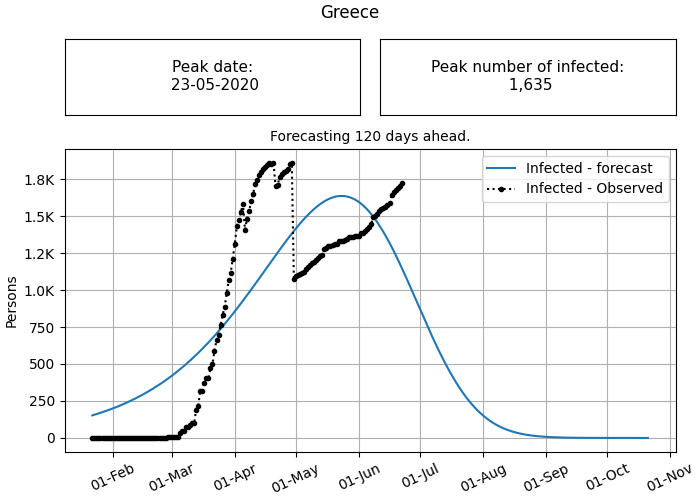 Greece
Peak date:
23-05-2020
Peak number of infected:
1,635
Forecasting 120 days ahead.
Infected - forecast
Infected - Observed
Persons
1.8K
1.5K
1.2K
1.0K
750
500
250
0
01-Feb
01-Mar
01-Apr
01-May
01-Jun
01-Jul
01-Aug
01-Sep
01-Oct
01-Nov